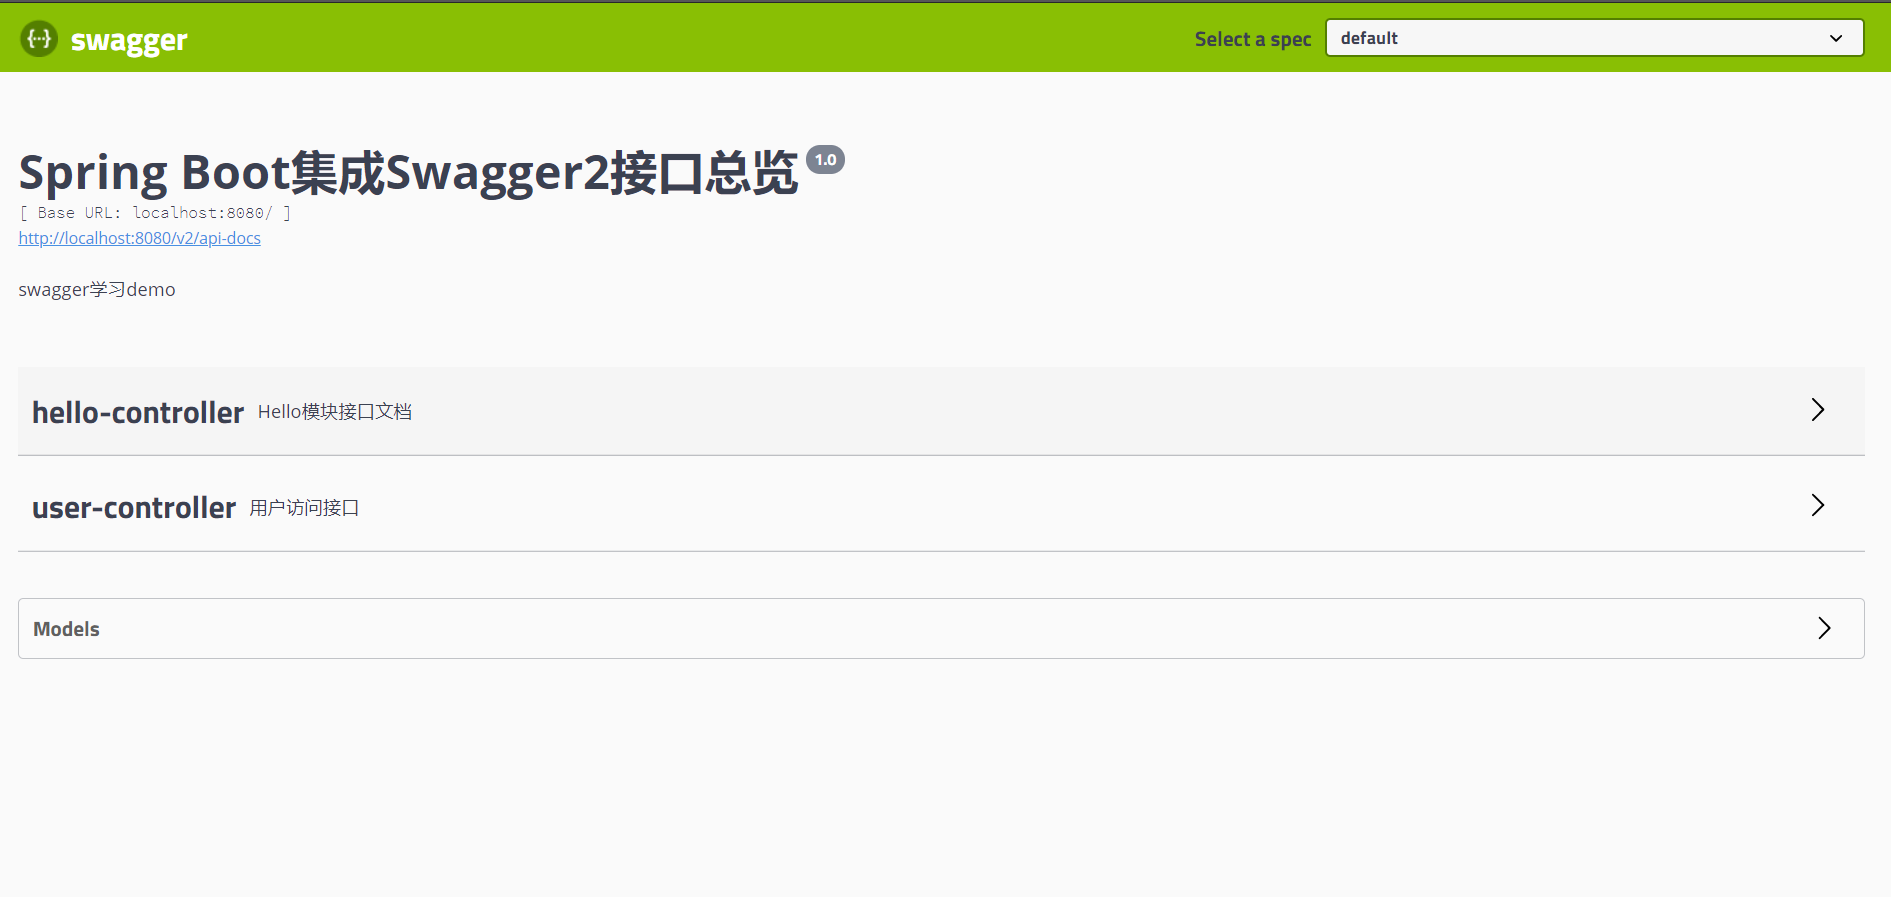 swagger
Select a spec default
Spring Boot集成Swagger2接口总览 1.0
[ Base URL: localhost:8080/ ]
http://localhost:8080/v2/api-docs
swagger学习demo
hello-controller Hello模块接口文档
user-controller 用户访问接口
Models